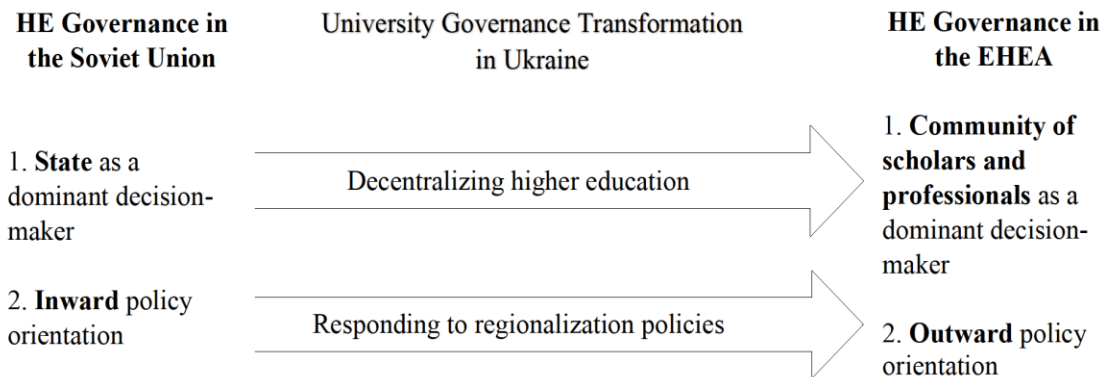 HE Governance in
the Soviet Union
University Governance Transformation
in Ukraine
HE Governance in
the EHEA
1. State as a
dominant decision-
maker
Decentralizing higher education
1. Community of
scholars and
professionals as a
dominant decision-
maker
2. Inward policy
orientation
Responding to regionalization policies
2. Outward policy
orientation